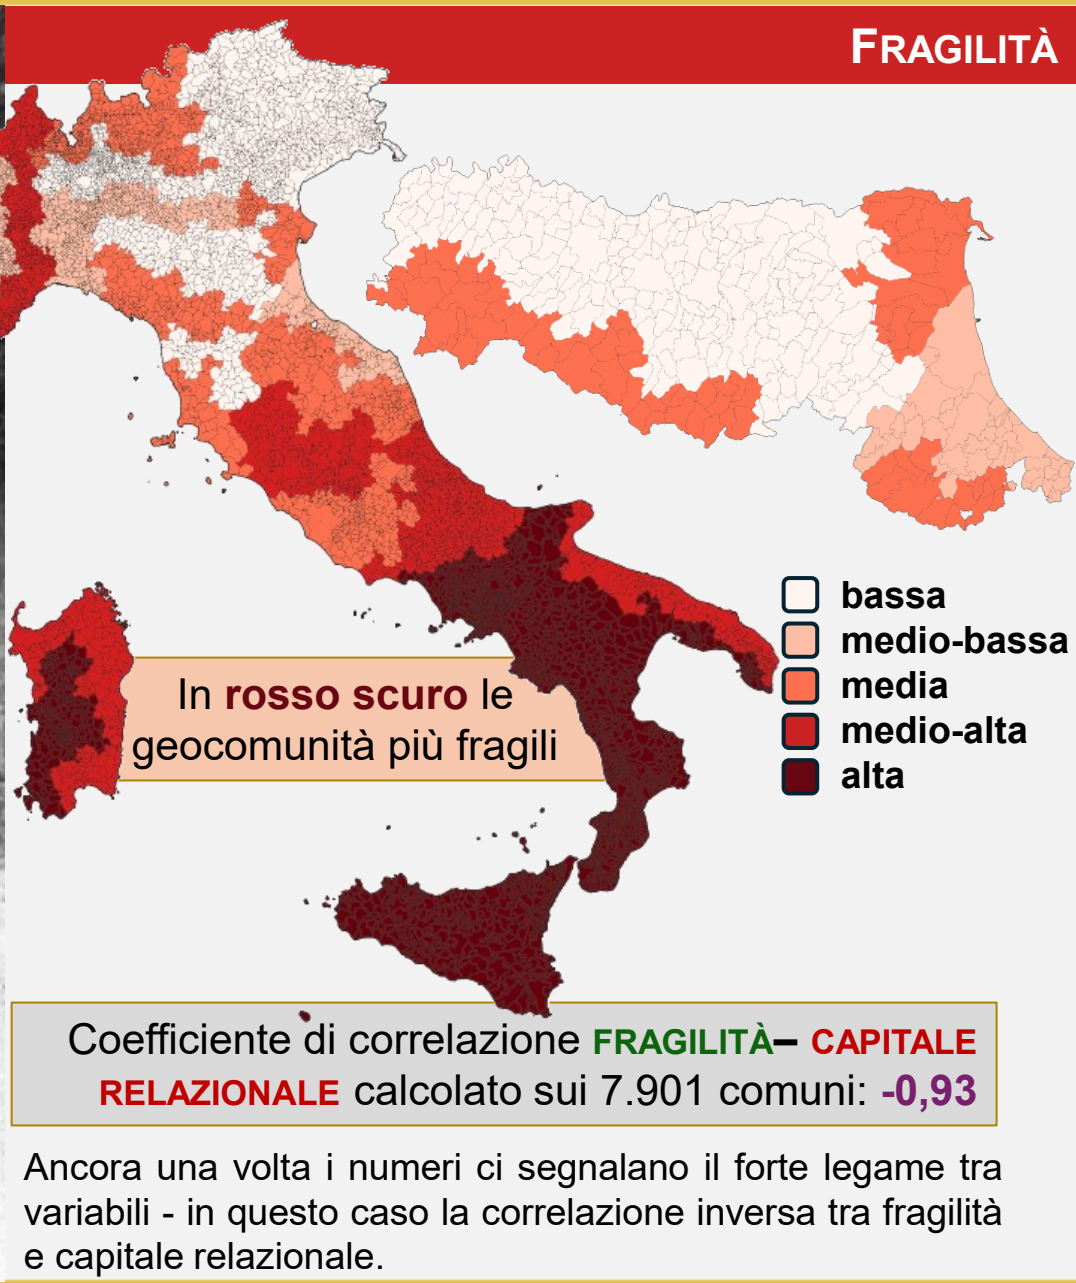 FRAGILITÀ
bassa
medio-bassa
media
medio-alta
alta
In rosso scuro le
geocomunità più fragili
Coefficiente di correlazione FRAGILITÀ– CAPITALE
RELAZIONALE calcolato sui 7.901 comuni: -0,93
Ancora una volta i numeri ci segnalano il forte legame tra
variabili - in questo caso la correlazione inversa tra fragilità
e capitale relazionale.